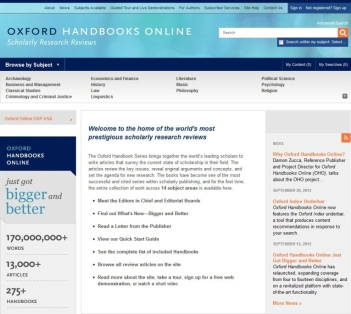 About News Subjects Available Guided Tour and Live Demonstrations For Authors Subscriber Services Site Help Contact Us Not registered? Sign up
Advanced Search
OXFORD HANDBOOKS ONLINE
Scholarly Research Reviews
Search
Search within my subject: Select...
Browse by Subject
My Content (0) My Searches (0)
Archaeology Economics and Finance Literature Political Science
Business and Management History Music Psychology
Classical Studies Law Philosophy Religion
Criminology and Criminal Justice Linguistics
OXFORD
HANDBOOKS
ONLINE
just got
bigger and
better
170,000,000+
WORDS
13,000+
ARTICLES
275+
HANDBOOKS
Welcome to the home of the world's most
prestigious scholarly research reviews
The Oxford Handbook Series brings together the world's leading scholars to
write articles that survey the current state of scholarship in their field. The
articles review the key issues, reveal original arguments and concepts, and
set the agenda for new research. The books have become one of the most
successful and cited series within scholarly publishing, and for the first time,
the entire collection of work across 14 subject areas is available here.
Meet the Editors in Chief and Editorial Boards
Find out What's New—Bigger and Better
Read a Letter from the Publisher
View our Quick Start Guide
See the complete list of included Handbooks
Browse all review articles on the site
Read more about the site, take a tour, sign up for a free web
demonstration, or watch a short video
NEWS
Why Oxford Handbooks Online?
Damon Zucca, Reference Publisher
and Project Director for Oxford
Handbooks Online (OHO), talks
about the OHO project...
SEPTEMBER 20, 2012
Oxford Index Underbar
Oxford Handbooks Online now
features the Oxford Index underbar,
a tool that produces content
recommendations in response to
your search.
Oxford Handbooks Online Just
Got Bigger and Better
Oxford Handbooks Online has
relaunched, expanding coverage
from four to fourteen disciplines, and
on a revitalized platform with state-
of-the-art functionality
More News »